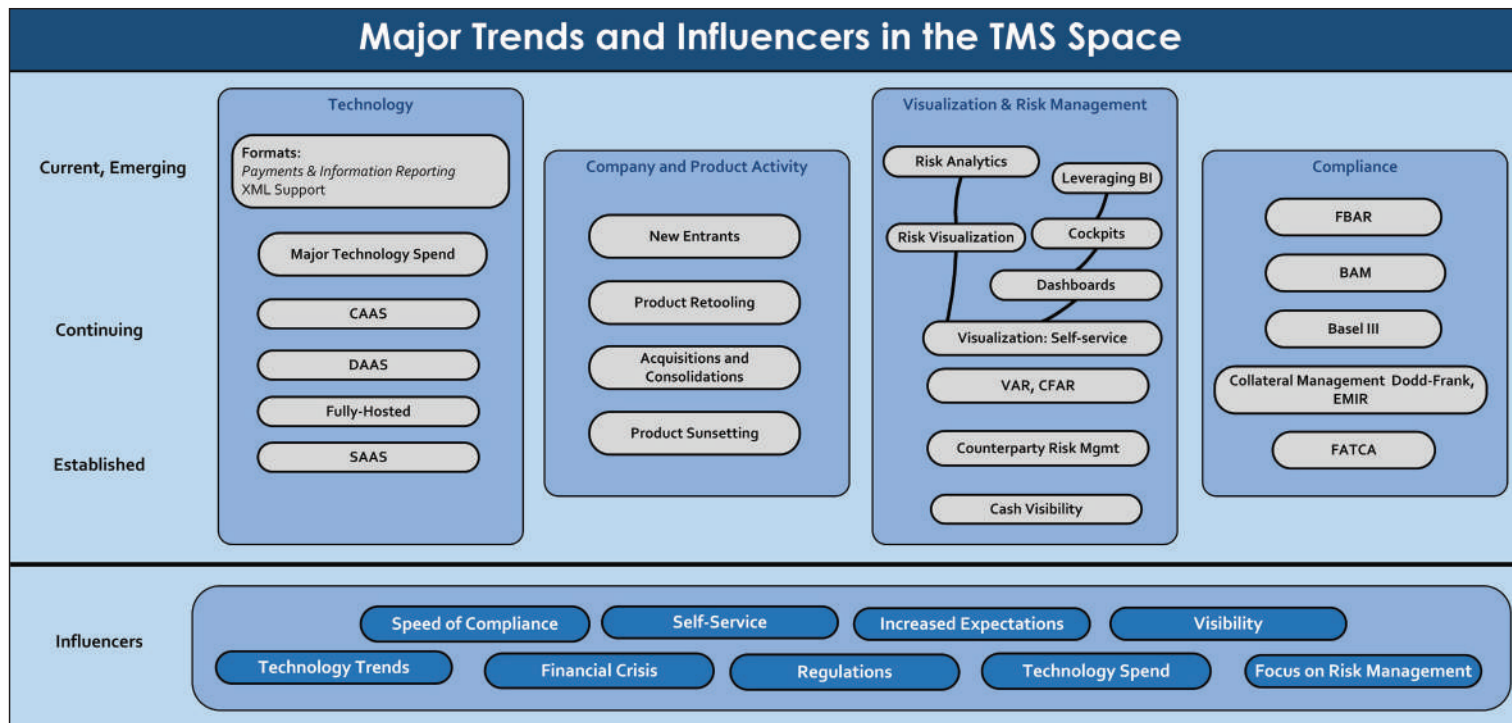 Major Trends and Influencers in the TMS Space
Current, Emerging
Continuing
Established
Technology
Formats:
Payments & Information Reporting
XML Support
Major Technology Spend
CAAS
DAAS
Fully-Hosted
SAAS
Company and Product Activity
New Entrants
Product Retooling
Acquisitions and
Consolidations
Product Sunsetting
Visualization & Risk Management
Risk Analytics
Leveraging BI
Risk Visualization
Cockpits
Dashboards
Visualization: Self-service
VAR, CFAR
Counterparty Risk Mgmt
Cash Visibility
Compliance
FBAR
BAM
Basel III
Collateral Management Dodd-Frank,
EMIR
FATCA
Influencers
Speed of Compliance
Self-Service
Increased Expectations
Visibility
Technology Trends
Financial Crisis
Regulations
Technology Spend
Focus on Risk Management